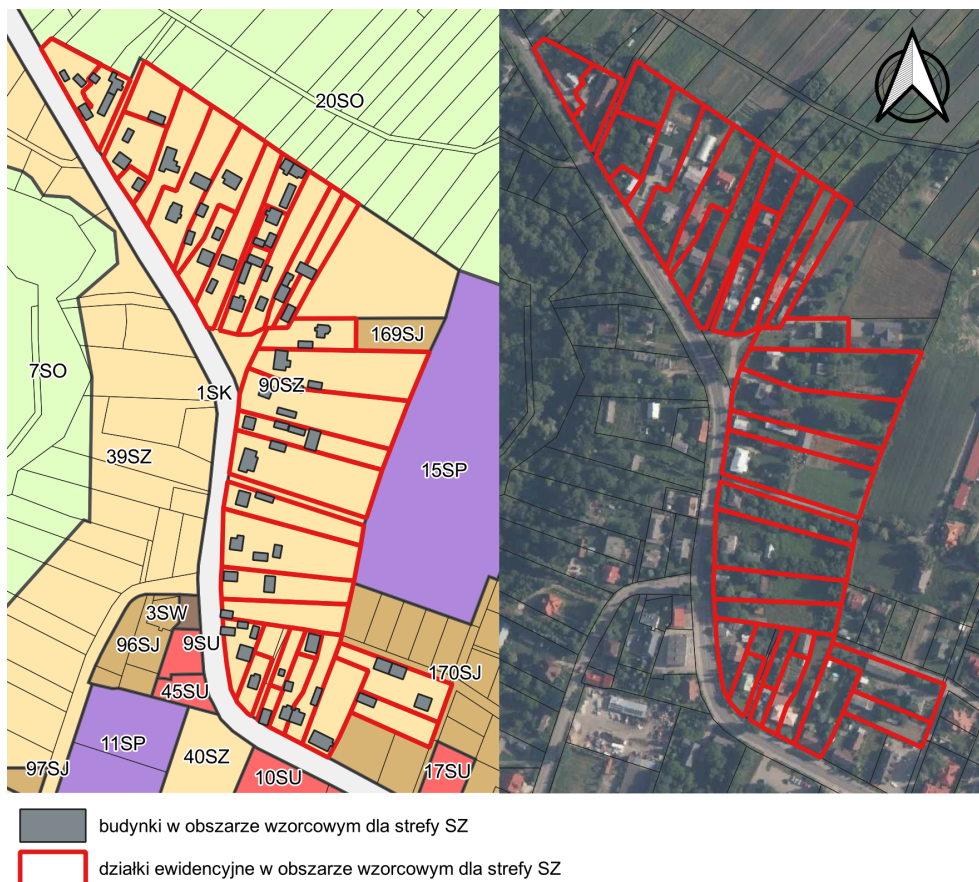 20SO
169SJ
7SO
1SK
90SZ
39SZ
15SP
3SW
96SJ
9SU
170SJ
45SU
11SP
40SZ
97SJ
10SU
17SU
budynki w obszarze wzorcowym dla strefy SZ
działki ewidencyjne w obszarze wzorcowym dla strefy SZ